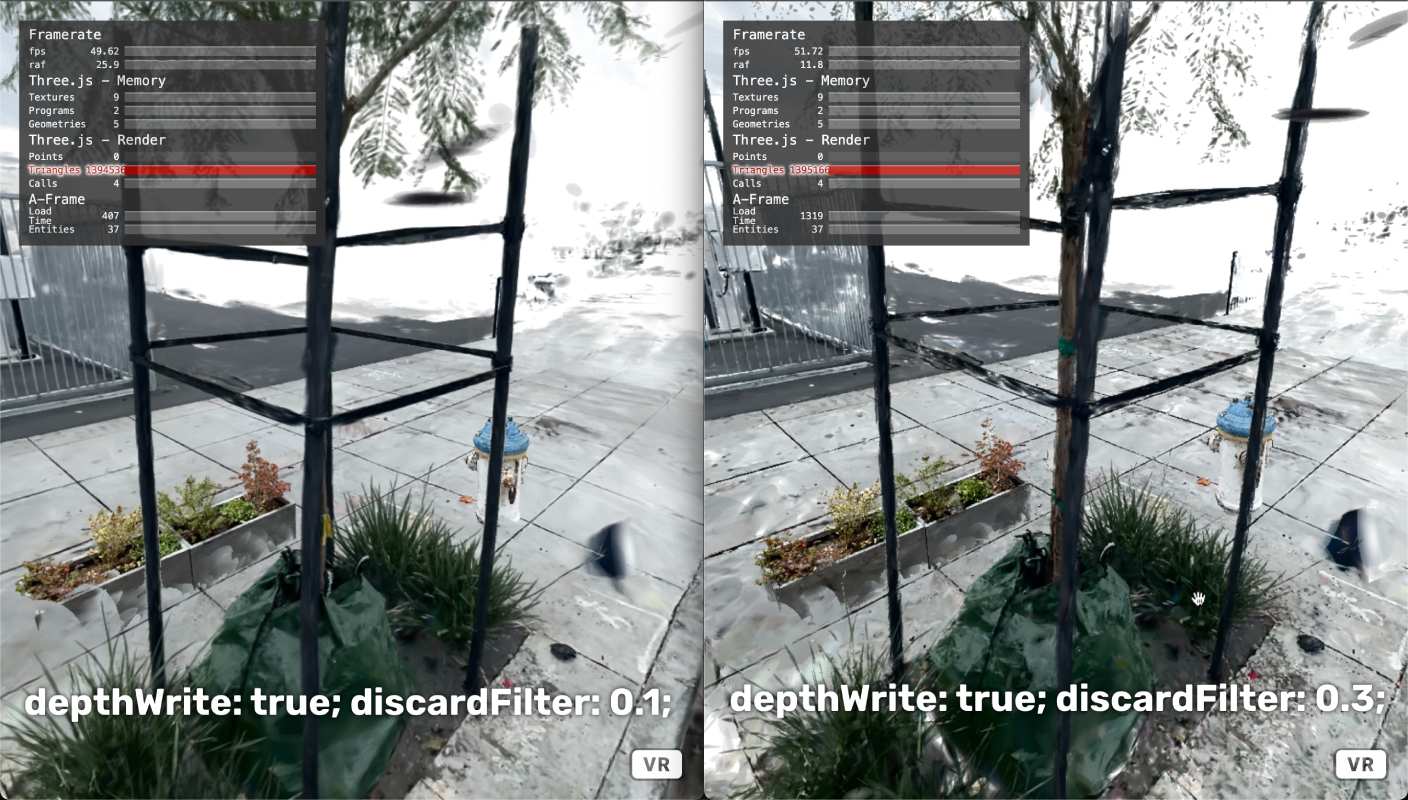 Framerate
fps 49.62
raf 25.9
Three.js - Memory
Textures 9
Programs 2
Geometries 5
Three.js - Render
Points 0
Triangles 1394536
Calls 4
A-Frame
Load Time 407
Entities 37
depthWrite: true; discardFilter: 0.1;
VR
Framerate
fps 51.72
raf 11.8
Three.js - Memory
Textures 9
Programs 2
Geometries 5
Three.js - Render
Points 0
Triangles 1395166
Calls 4
A-Frame
Load Time 1319
Entities 37
depthWrite: true; discardFilter: 0.3;
VR